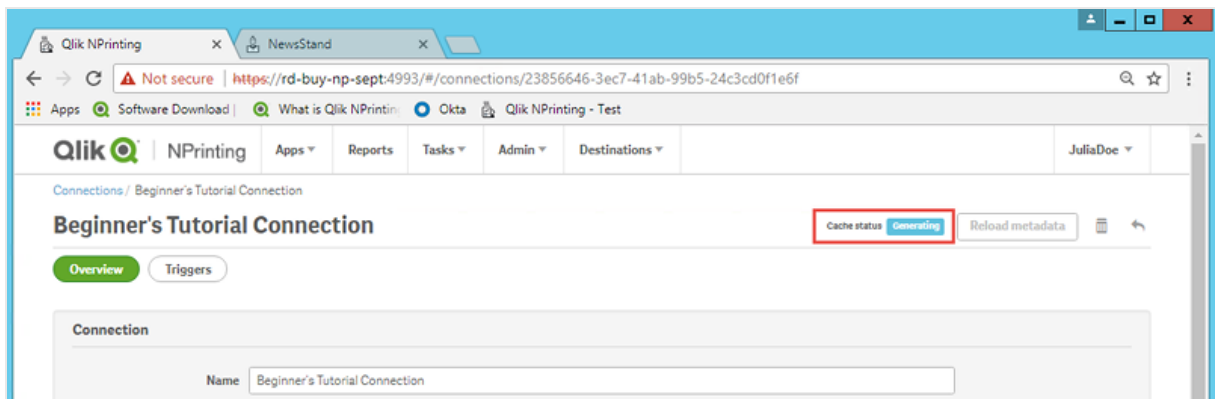 Qlik NPrinting NewsStand
Not secure | https://rd-buy-np-sept:4993/#/connections/23856646-3ec7-41ab-99b5-24c3cd0f1e6f
Apps Software Download | What is Qlik NPrintin Okta Qlik NPrinting - Test
Qlik NPrinting Apps Reports Tasks Admin Destinations JuliaDoe
Connections / Beginner's Tutorial Connection
Beginner's Tutorial Connection Cache status Generating Reload metadata
Overview Triggers
Connection
Name Beginner's Tutorial Connection